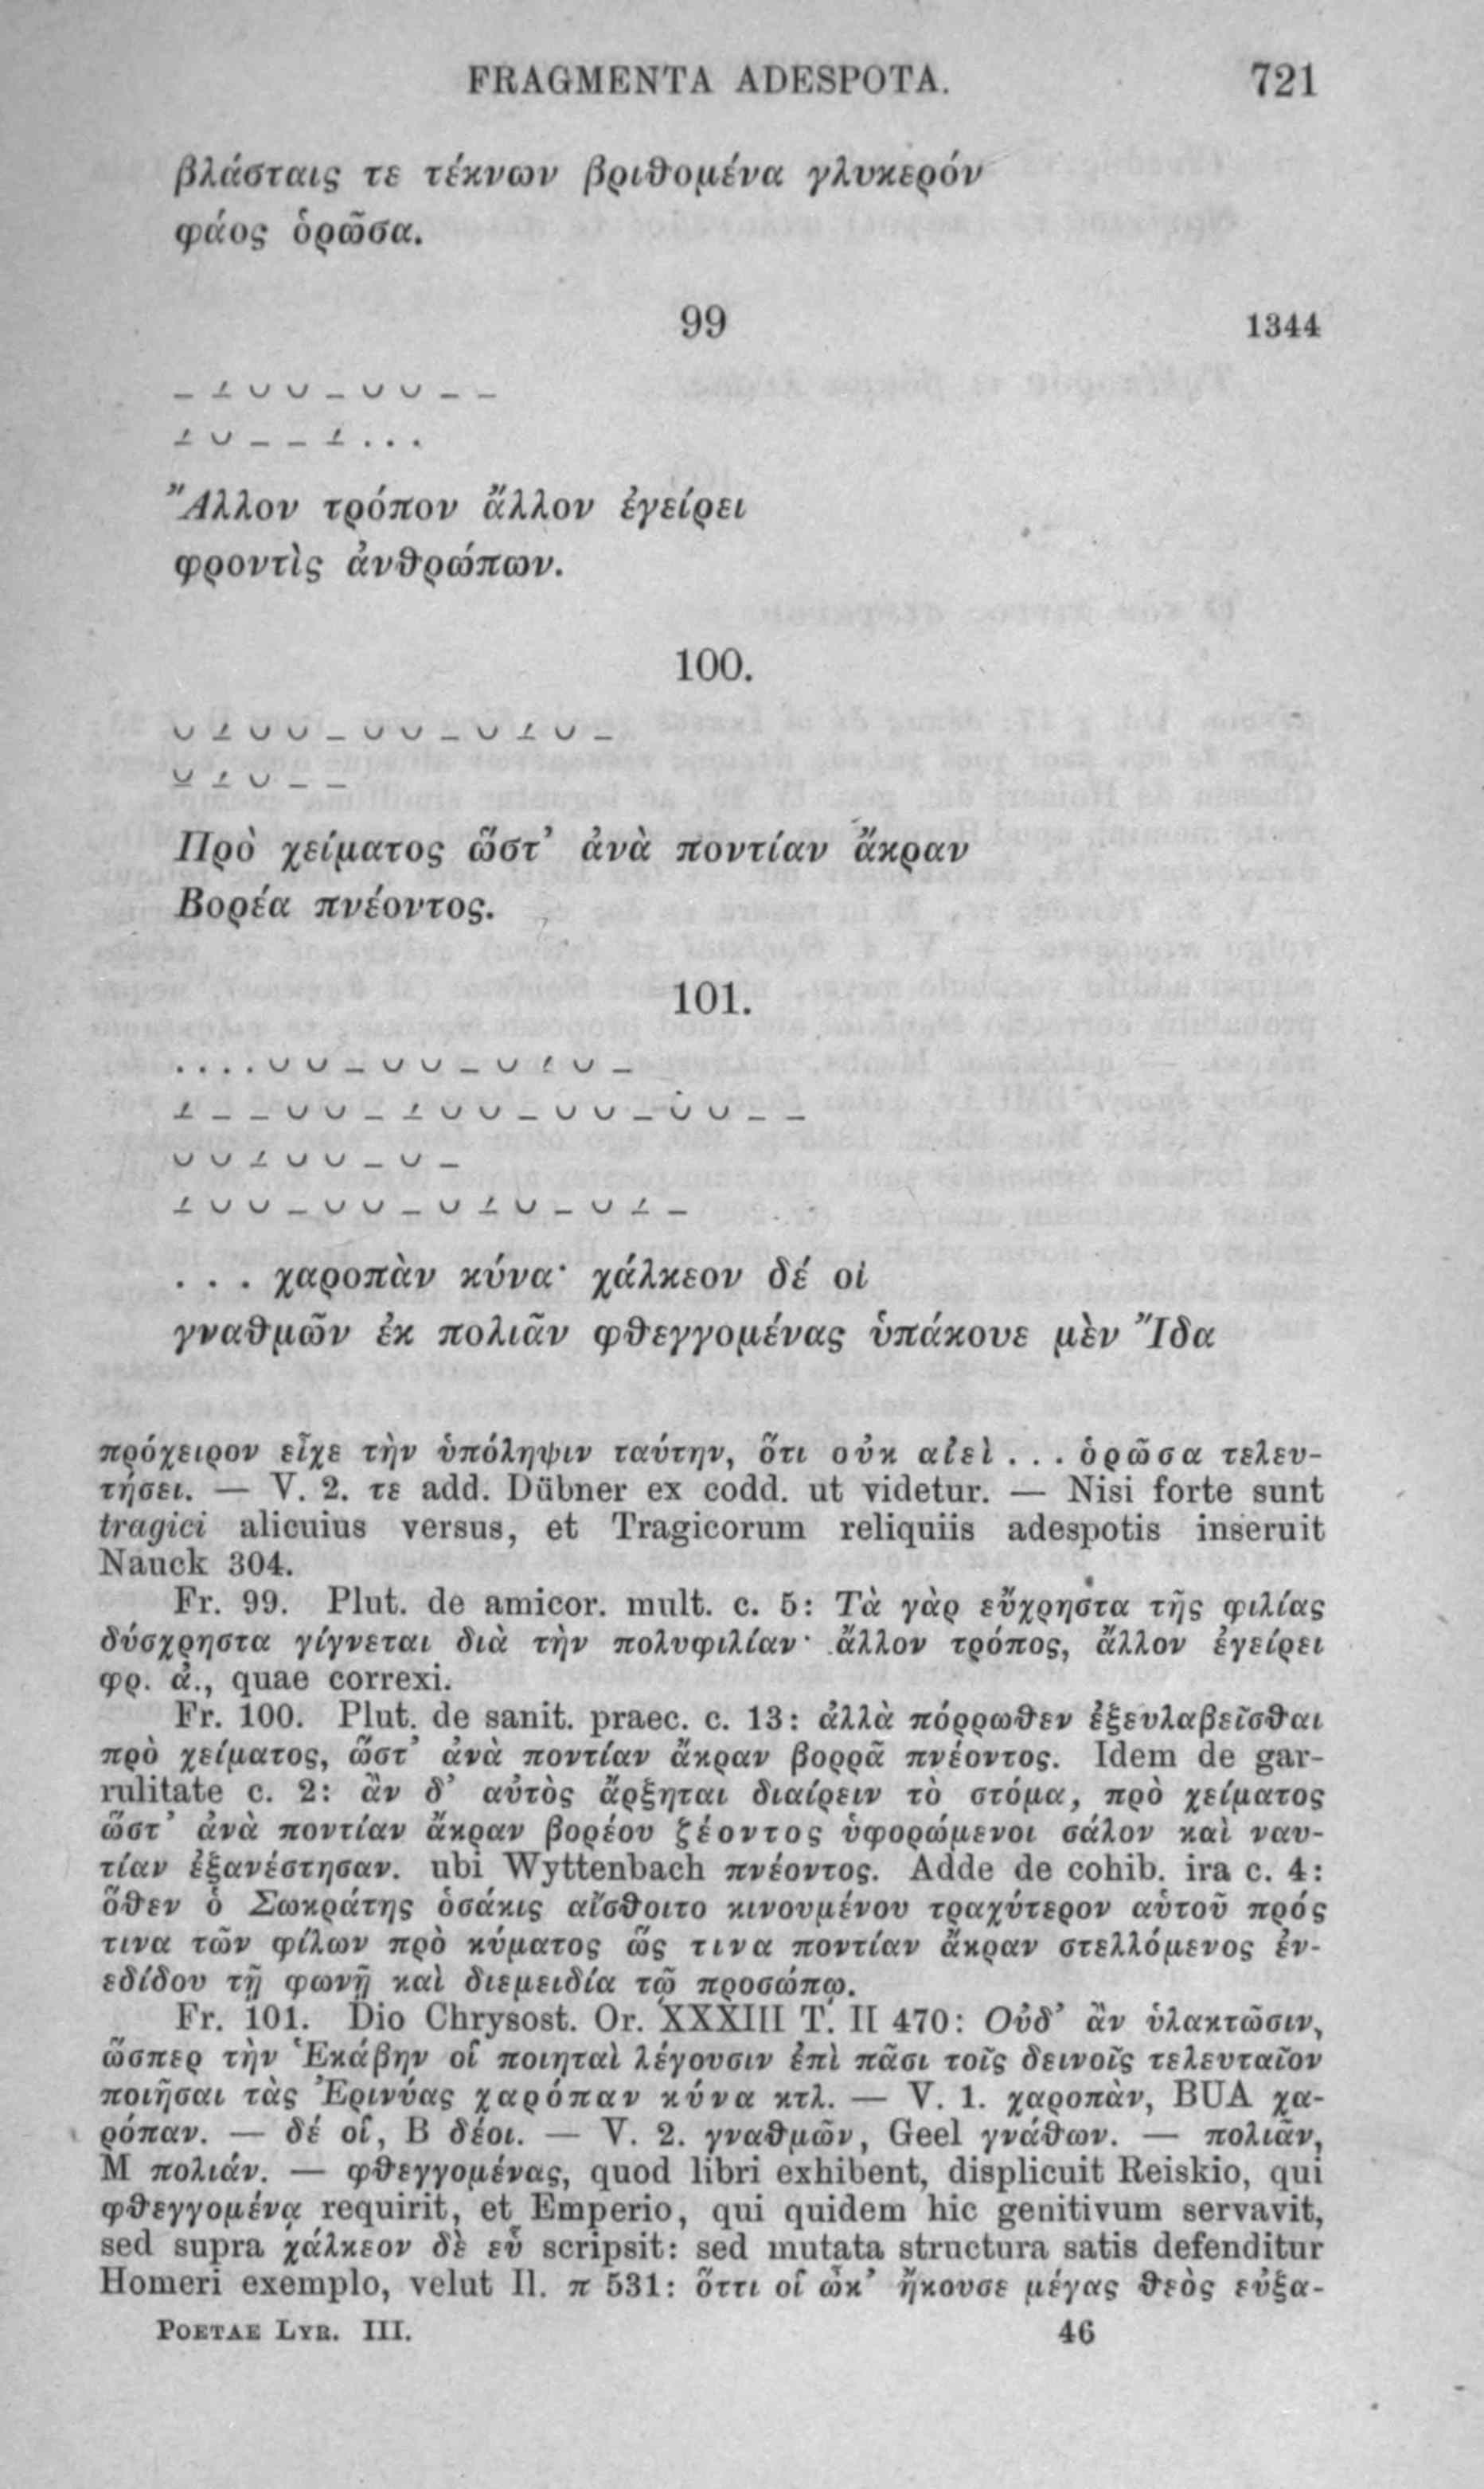 FRAGMENTA ADESPOTA. 721
βλάσταις τε τέκνων βριθομένα γλυκερόν
φάος ὁρῶσα.
99 1344
_ ⊥ ∪ ∪ _ ∪ ∪ _ _
⊥ ∪ _ _ ⊥ . . .
Ἄλλον τρόπον ἄλλον ἐγείρει
φροντὶς ἀνθρώπων.
100.
∪ ⊥ ∪ ∪ _ ∪ ∪ _ ∪ ⊥ ∪ _
⊻ ⊥ ∪ _ _
Πρὸ χείματος ὥστ’ ἀνὰ ποντίαν ἄκραν
Βορέα πνέοντος.
101.
. . . . ∪ ∪ _ ∪ ∪ _ ∪ ⊥ ∪ _
⊥ _ _ ∪ ∪ _ ⊥ ∪ ∪ _ ∪ ∪ _ ∪ ∪ _ _
∪ ∪ ⊥ ∪ ∪ _ ∪ _
⊥ ∪ ∪ _ ∪ ∪ _ ∪ ⊥ ∪ _ ∪ ⊥ _
. . . χαροπὰν κύνα· χάλκεον δέ οἱ
γναθμῶν ἐκ πολιᾶν φθεγγομένας ὑπάκουε μὲν Ἴδα
πρόχειρον εἶχε τὴν ὑπόληψιν ταύτην, ὅτι οὐκ αἰεὶ . . . ὁρῶσα τελευ-
τήσει. — V. 2. τε add. Dübner ex codd. ut videtur. — Nisi forte sunt
tragici alicuius versus, et Tragicorum reliquiis adespotis inseruit
Nauck 304.
Fr. 99. Plut. de amicor. mult. c. 5: Τὰ γὰρ εὔχρηστα τῆς φιλίας
δύσχρηστα γίγνεται διὰ τὴν πολυφιλίαν· ἄλλον τρόπος, ἄλλον ἐγείρει
φρ. ἀ., quae correxi.
Fr. 100. Plut. de sanit. praec. c. 13: ἀλλὰ πόρρωθεν ἐξευλαβεῖσθαι
πρὸ χείματος, ὥστ’ ἀνὰ ποντίαν ἄκραν βορρᾶ πνέοντος. Idem de gar-
rulitate c. 2: ἂν δ’ αὐτὸς ἄρξηται διαίρειν τὸ στόμα, πρὸ χείματος
ὥστ’ ἀνὰ ποντίαν ἄκραν βορέου ζέοντος ὑφορώμενοι σάλον καὶ ναυ-
τίαν ἐξανέστησαν. ubi Wyttenbach πνέοντος. Adde de cohib. ira c. 4:
ὅθεν ὁ Σωκράτης ὁσάκις αἴσθοιτο κινουμένου τραχύτερον αὑτοῦ πρός
τινα τῶν φίλων πρὸ κύματος ὥς τινα ποντίαν ἄκραν στελλόμενος ἐν-
εδίδου τῇ φωνῇ καὶ διεμειδία τῷ προσώπῳ.
Fr. 101. Dio Chrysost. Or. XXXIII T. II 470: Οὐδ’ ἂν ὑλακτῶσιν,
ὥσπερ τὴν Ἑκάβην οἱ ποιηταὶ λέγουσιν ἐπὶ πᾶσι τοῖς δεινοῖς τελευταῖον
ποιῆσαι τὰς Ἐρινύας χαρόπαν κύνα κτλ. — V. 1. χαροπὰν, BUA χα-
ρόπαν. — δέ οἱ, B δέοι. — V. 2. γναθμῶν, Geel γνάθων. — πολιᾶν,
M πολιάν. — φθεγγομένας, quod libri exhibent, displicuit Reiskio, qui
φθεγγομένᾳ requirit, et Emperio, qui quidem hic genitivum servavit,
sed supra χάλκεον δὲ εὗ scripsit: sed mutata structura satis defenditur
Homeri exemplo, velut Il. π 531: ὅττι οἱ ὦκ’ ἤκουσε μέγας θεὸς εὐξα-
POETAE LYR. III. 46